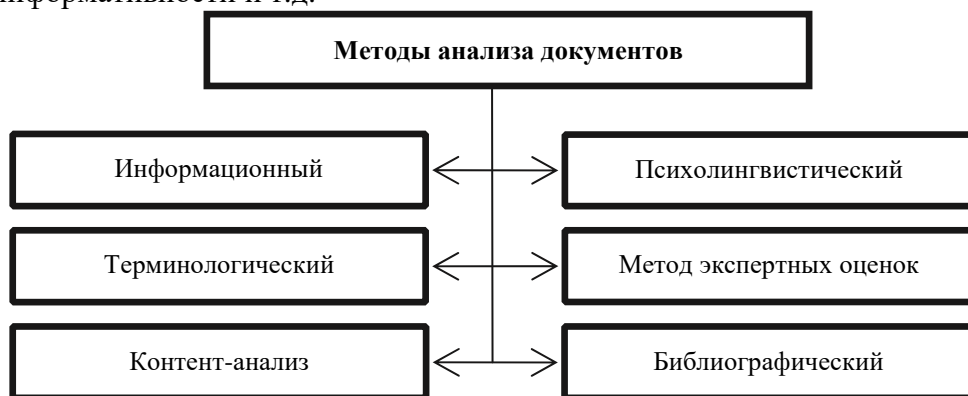 информативности и т.д.
Методы анализа документов
Информационный
Психолингвистический
Терминологический
Метод экспертных оценок
Контент-анализ
Библиографический